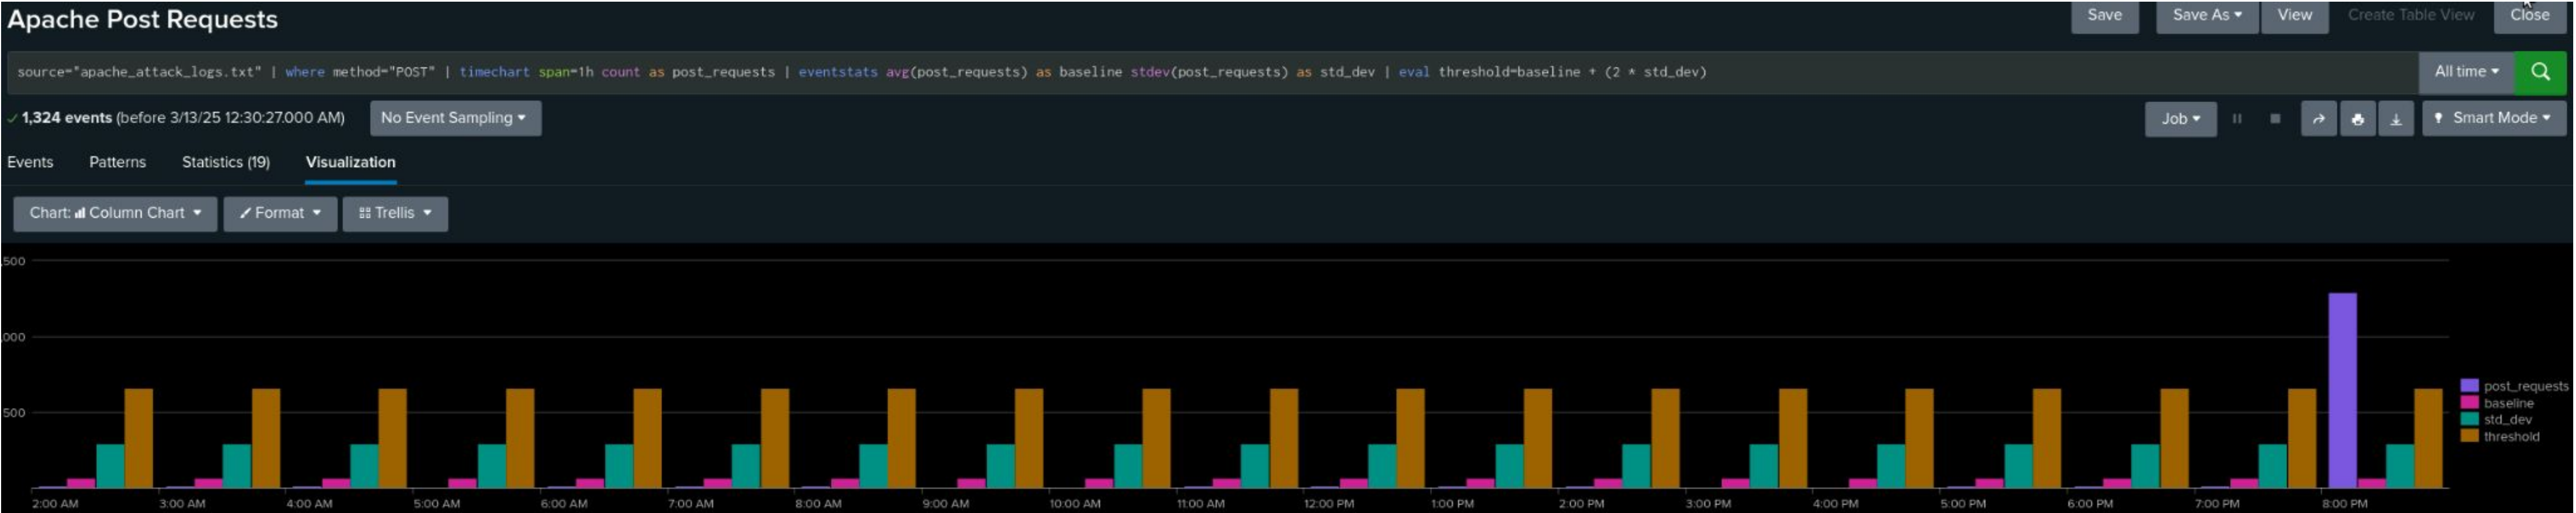 Apache Post Requests
Save Save As View Create Table View Close
source="apache_attack_logs.txt" | where method="POST" | timechart span=1h count as post_requests | eventstats avg(post_requests) as baseline stdev(post_requests) as std_dev | eval threshold=baseline + (2 * std_dev)
All time
1,324 events (before 3/13/25 12:30:27.000 AM)
No Event Sampling
Job
Smart Mode
Events Patterns Statistics (19) Visualization
Chart: Column Chart Format Trellis
,500
,000
500
post_requests
baseline
std_dev
threshold
2:00 AM 3:00 AM 4:00 AM 5:00 AM 6:00 AM 7:00 AM 8:00 AM 9:00 AM 10:00 AM 11:00 AM 12:00 PM 1:00 PM 2:00 PM 3:00 PM 4:00 PM 5:00 PM 6:00 PM 7:00 PM 8:00 PM